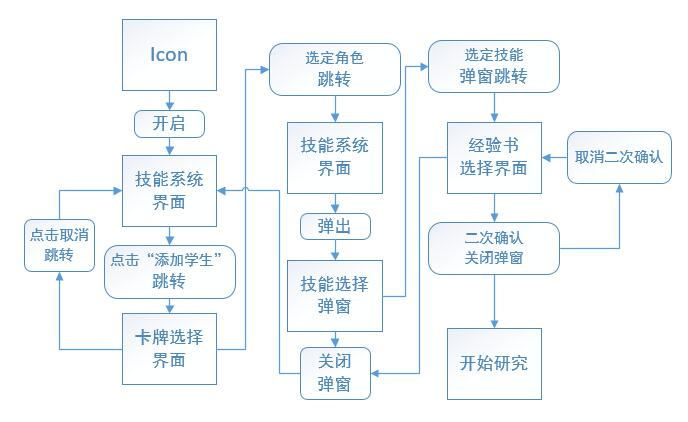 Icon
开启
技能系统
界面
点击取消
跳转
点击“添加学生”
跳转
卡牌选择
界面
选定角色
跳转
技能系统
界面
弹出
技能选择
弹窗
关闭
弹窗
选定技能
弹窗跳转
经验书
选择界面
取消二次确认
二次确认
关闭弹窗
开始研究